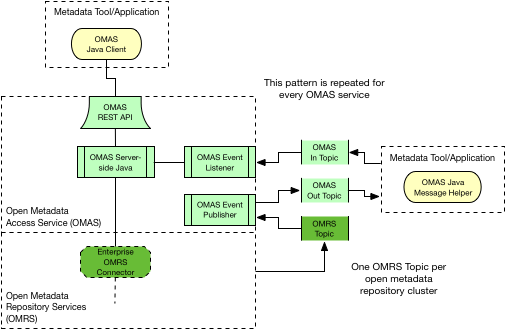 Metadata Tool/Application
OMAS
Java Client
This pattern is repeated for
every OMAS service
OMAS
REST API
OMAS Server-
side Java
OMAS Event
Listener
OMAS
In Topic
Metadata Tool/Application
OMAS Java
Message Helper
OMAS
Out Topic
OMAS Event
Publisher
OMRS
Topic
Open Metadata
Access Service (OMAS)
Enterprise
OMRS
Connector
One OMRS Topic per
open metadata
repository cluster
Open Metadata
Repository Services
(OMRS)